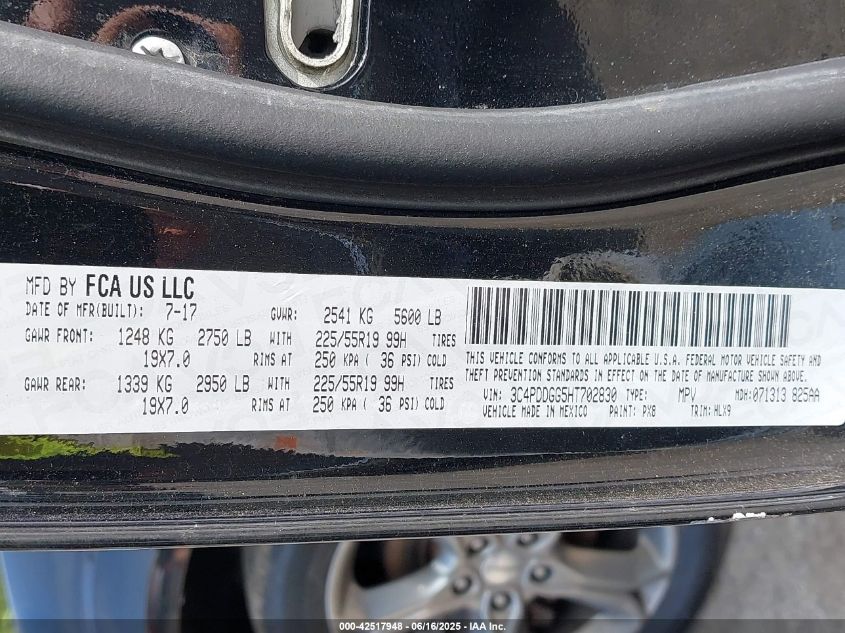 MFD BY FCA US LLC
DATE OF MFR(BUILT): 7-17 GVWR: 2541 KG 5600 LB
GAWR FRONT: 1248 KG 2750 LB WITH 225/55R19 99H TIRES
19X7.0 RIMS AT 250 KPA ( 36 PSI) COLD
GAWR REAR: 1339 KG 2950 LB WITH 225/55R19 99H TIRES
19X7.0 RIMS AT 250 KPA ( 36 PSI) COLD
THIS VEHICLE CONFORMS TO ALL APPLICABLE U.S.A. FEDERAL MOTOR VEHICLE SAFETY AND
THEFT PREVENTION STANDARDS IN EFFECT ON THE DATE OF MANUFACTURE SHOWN ABOVE.
VIN: 3C4PDDGG5HT702830 TYPE: MPV MDH:071313 825AA
VEHICLE MADE IN MEXICO PAINT: PX8 TRIM:HLX9
000-42517948 - 06/16/2025 - IAA Inc.